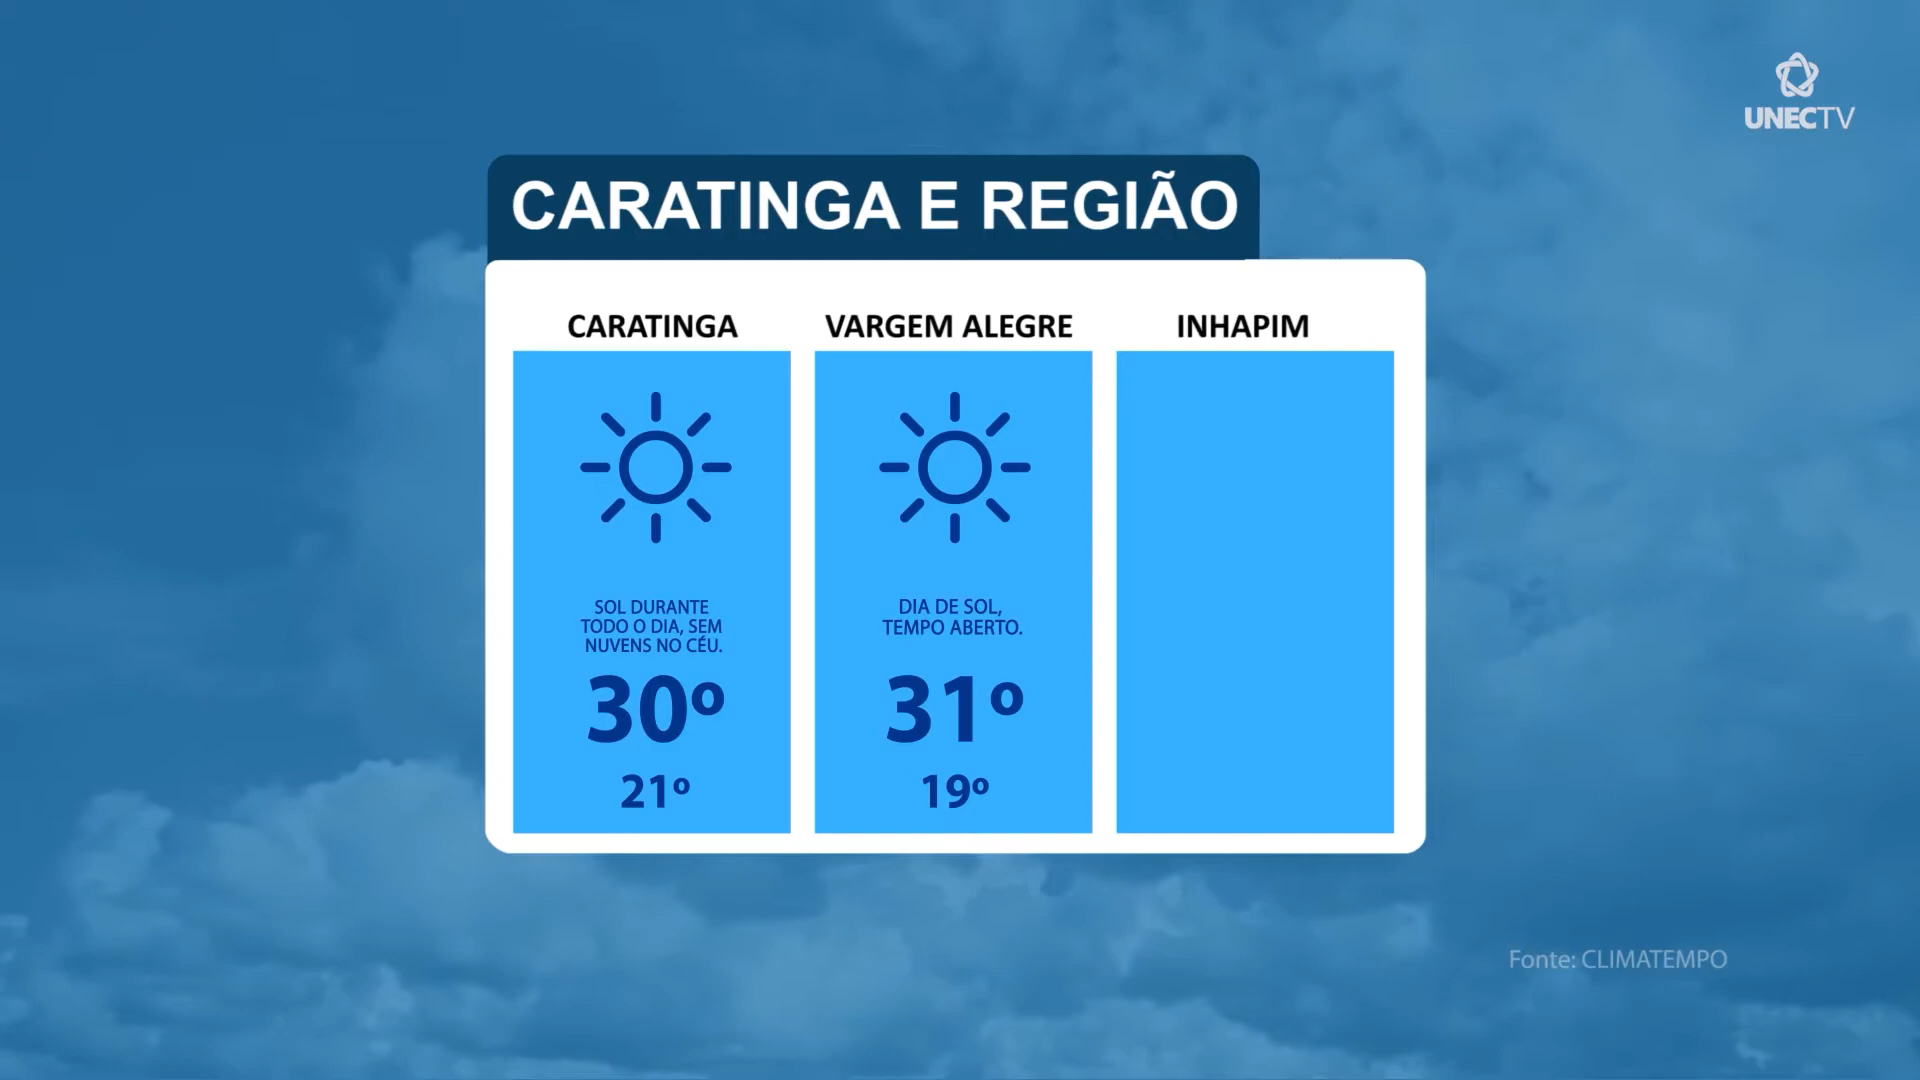 UNECTV
CARATINGA E REGIÃO
CARATINGA
VARGEM ALEGRE
INHAPIM
SOL DURANTE
TODO O DIA, SEM
NUVENS NO CÉU.
30º
21º
DIA DE SOL,
TEMPO ABERTO.
31º
19º
Fonte: CLIMATEMPO